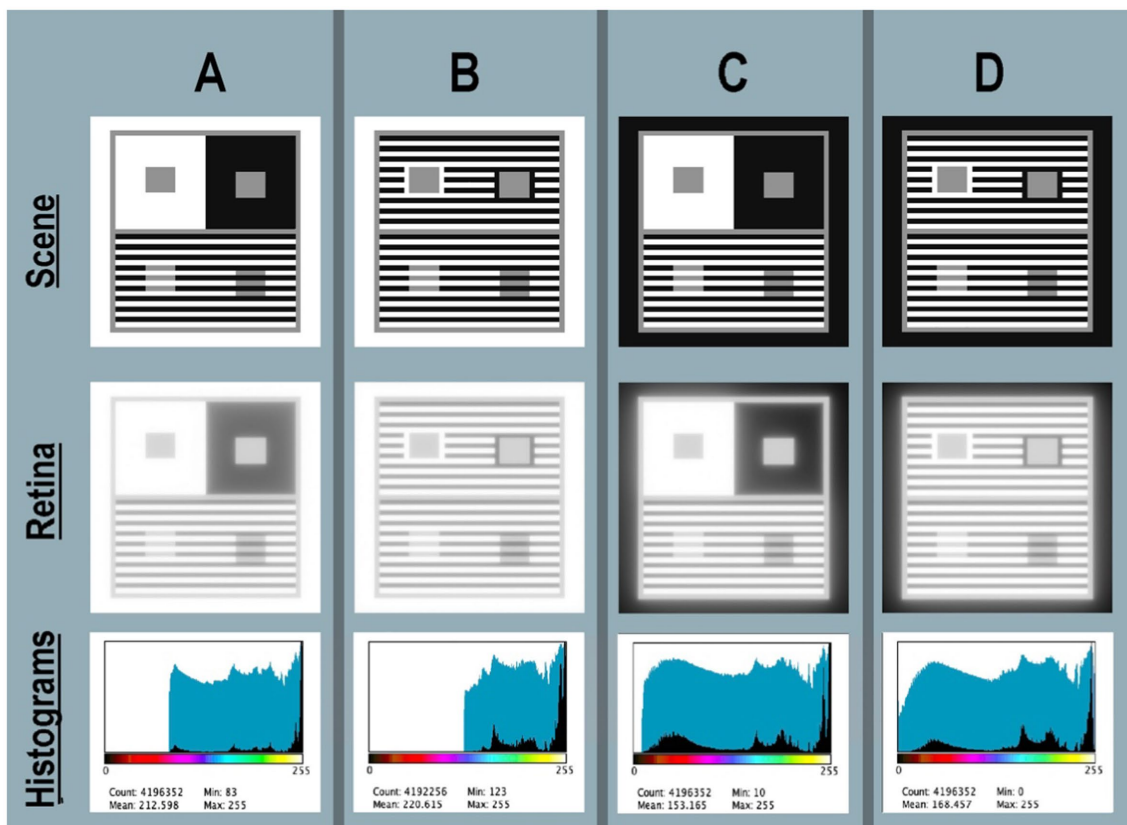 A B C D
Scene
Retina
Histograms
0 255 0 255 0 255 0 255
Count: 4196352 Min: 83 Count: 4192256 Min: 123 Count: 4196352 Min: 10 Count: 4196352 Min: 0
Mean: 212.598 Max: 255 Mean: 220.615 Max: 255 Mean: 153.165 Max: 255 Mean: 168.457 Max: 255